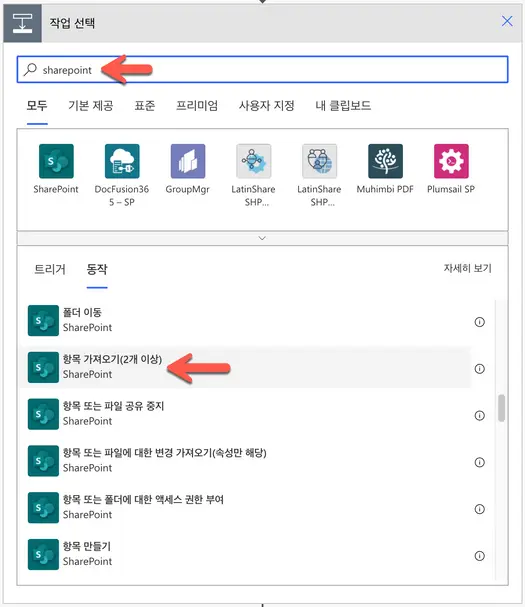 작업 선택
sharepoint
모두 기본 제공 표준 프리미엄 사용자 지정 내 클립보드
SharePoint DocFusion36 GroupMgr LatinShare LatinShare Muhimbi PDF Plumsail SP
5 – SP SHP... SHP...
트리거 동작 자세히 보기
폴더 이동
SharePoint
항목 가져오기(2개 이상)
SharePoint
항목 또는 파일 공유 중지
SharePoint
항목 또는 파일에 대한 변경 가져오기(속성만 해당)
SharePoint
항목 또는 폴더에 대한 액세스 권한 부여
SharePoint
항목 만들기
SharePoint